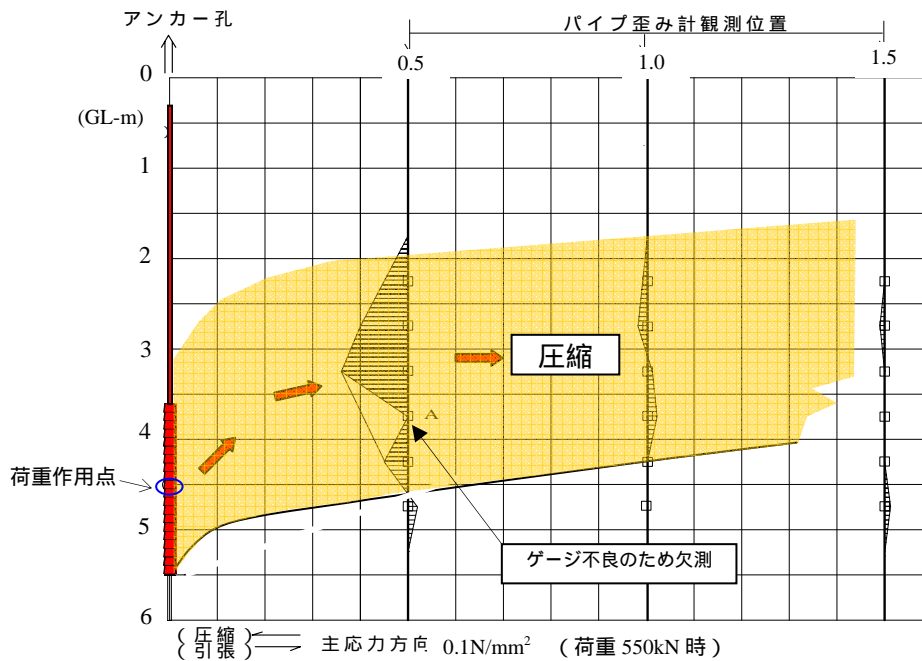 アンカー孔
パイプ歪み計観測位置
0.5
1.0
1.5
0
(GL-m)
1
2
3
圧縮
A
4
荷重作用点
5
ゲージ不良のため欠測
6
(圧縮)
(引張)
主応力方向 0.1N/mm² (荷重 550kN 時)